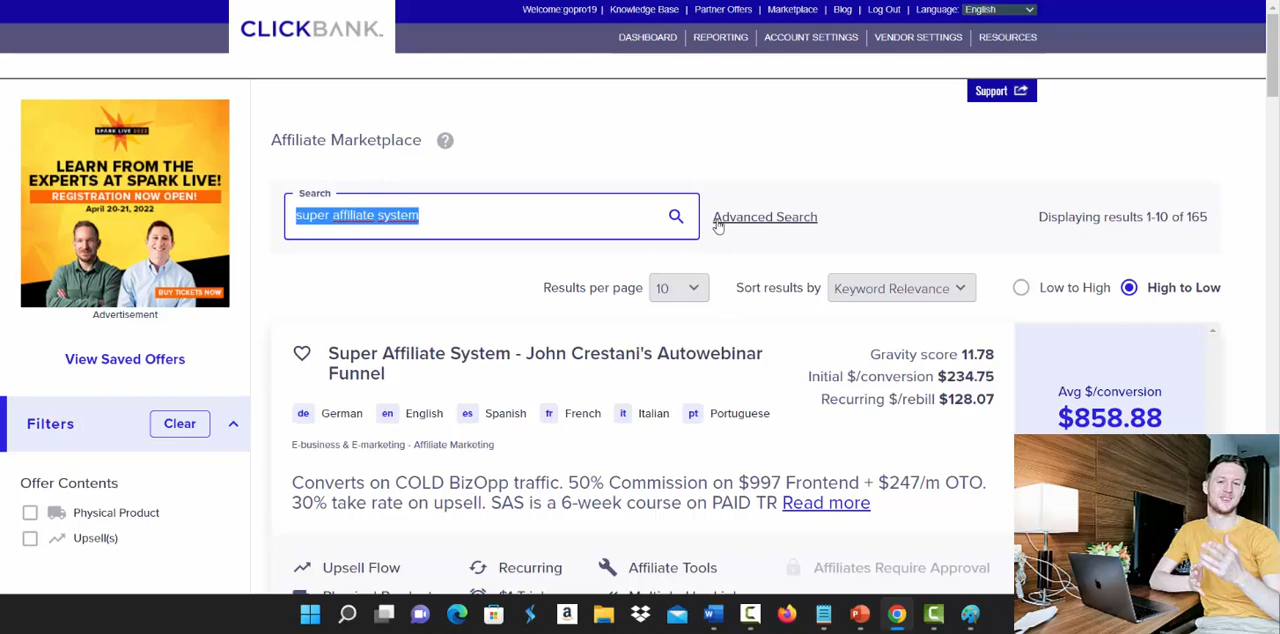 Welcome:gopro19 | Knowledge Base | Partner Offers | Marketplace | Blog | Log Out | Language: English
CLICKBANK
DASHBOARD
REPORTING
ACCOUNT SETTINGS
VENDOR SETTINGS
RESOURCES
Support
SPARK LIVE 2022
LEARN FROM THE
EXPERTS AT SPARK LIVE!
REGISTRATION NOW OPEN!
April 20-21, 2022
BUY TICKETS NOW
Advertisement
View Saved Offers
Filters
Clear
Offer Contents
Physical Product
Upsell(s)
Affiliate Marketplace ?
Search
super affiliate system
Advanced Search
Displaying results 1-10 of 165
Results per page 10
Sort results by Keyword Relevance
Low to High
High to Low
Super Affiliate System - John Crestani's Autowebinar
Funnel
Gravity score 11.78
Initial $/conversion $234.75
Recurring $/rebill $128.07
Avg $/conversion
$858.88
de German en English es Spanish fr French it Italian pt Portuguese
E-business & E-marketing - Affiliate Marketing
Converts on COLD BizOpp traffic. 50% Commission on $997 Frontend + $247/m OTO.
30% take rate on upsell. SAS is a 6-week course on PAID TR Read more
Upsell Flow
Recurring
Affiliate Tools
Affiliates Require Approval